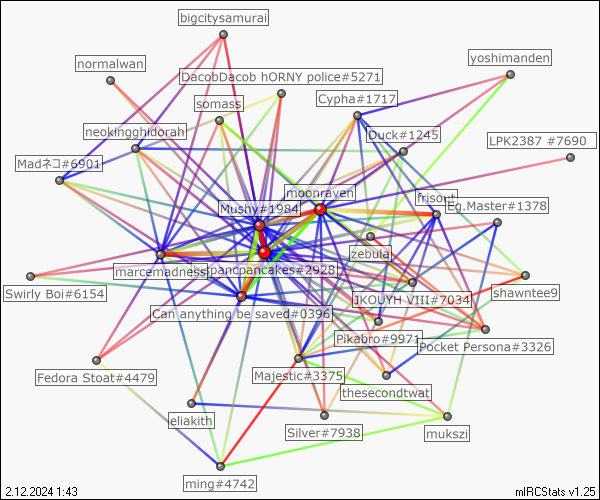 bigcitysamurai
normalwan
yoshimanden
DacobDacob hORNY police#5271
somass
Cypha#1717
neokingghidorah
Duck#1245
LPK2387 #7690
Madネコ#6901
moonraven
frisout
Mushy#1984
Eg.Master#1378
zebula
marcemadness
pancpancakes#2928
Swirly Boi#6154
IKOUYH VIII#7034
shawntee9
Can anything be saved#0396
Pikabro#9971
Pocket Persona#3326
Fedora Stoat#4479
Majestic#3375
thesecondtwat
eliakith
Silver#7938
mukszi
ming#4742
2.12.2024 1:43
mIRCStats v1.25